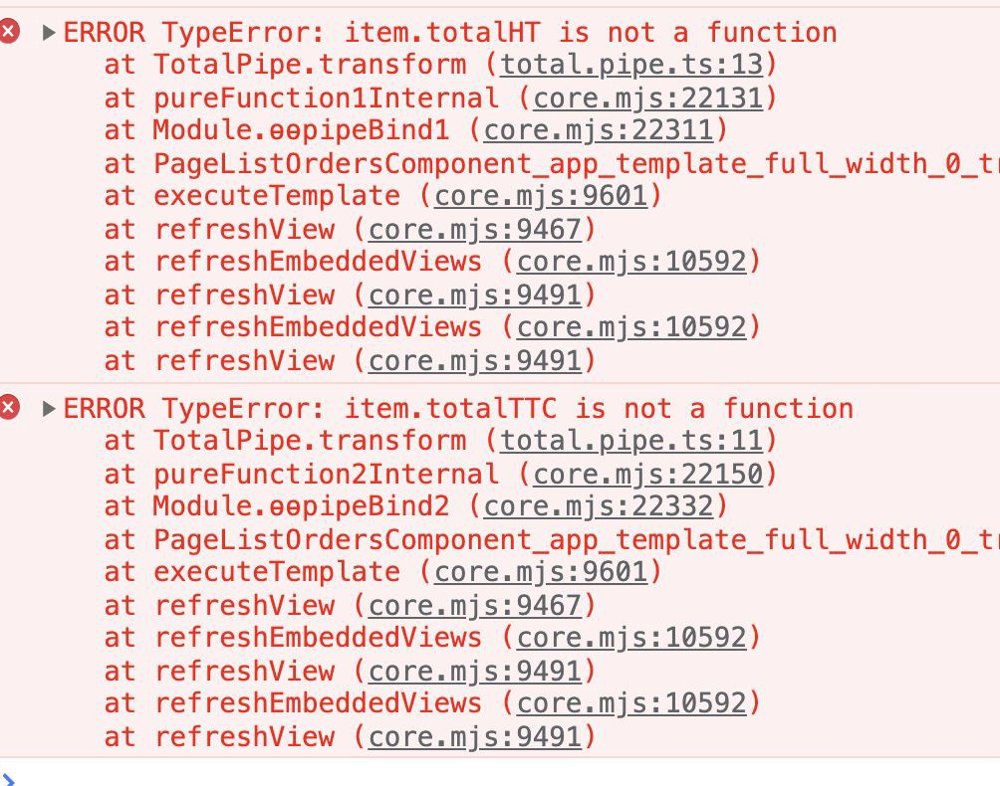 ERROR TypeError: item.totalHT is not a function
at TotalPipe.transform (total.pipe.ts:13)
at pureFunction1Internal (core.mjs:22131)
at Module.ɵɵpipeBind1 (core.mjs:22311)
at PageListOrdersComponent_app_template_full_width_0_tr
at executeTemplate (core.mjs:9601)
at refreshView (core.mjs:9467)
at refreshEmbeddedViews (core.mjs:10592)
at refreshView (core.mjs:9491)
at refreshEmbeddedViews (core.mjs:10592)
at refreshView (core.mjs:9491)
ERROR TypeError: item.totalTTC is not a function
at TotalPipe.transform (total.pipe.ts:11)
at pureFunction2Internal (core.mjs:22150)
at Module.ɵɵpipeBind2 (core.mjs:22332)
at PageListOrdersComponent_app_template_full_width_0_tr
at executeTemplate (core.mjs:9601)
at refreshView (core.mjs:9467)
at refreshEmbeddedViews (core.mjs:10592)
at refreshView (core.mjs:9491)
at refreshEmbeddedViews (core.mjs:10592)
at refreshView (core.mjs:9491)